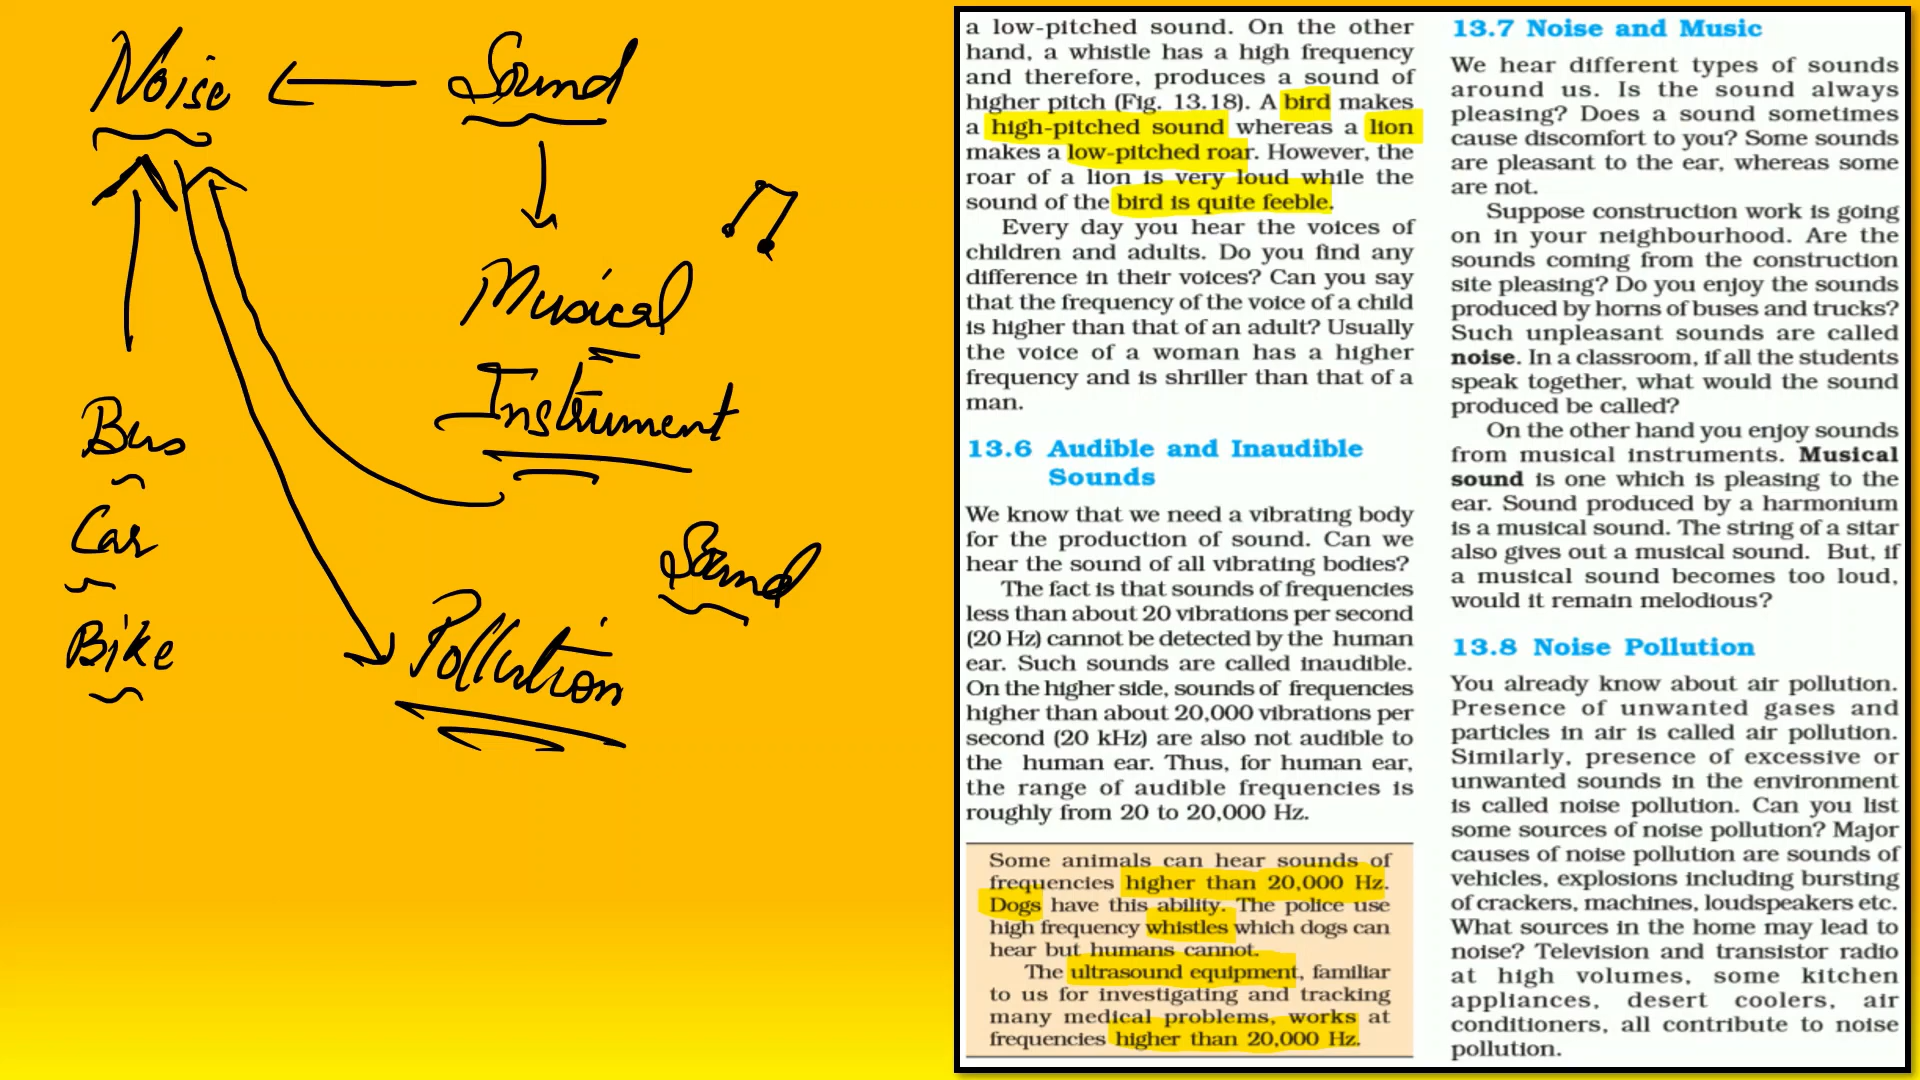 Noise
Sound
Musical
Instrument
Bus
Car
Bike
Sound
Pollution
a low-pitched sound. On the other
hand, a whistle has a high frequency
and therefore, produces a sound of
higher pitch (Fig. 13.18). A bird makes
a high-pitched sound whereas a lion
makes a low-pitched roar. However, the
roar of a lion is very loud while the
sound of the bird is quite feeble.
Every day you hear the voices of
children and adults. Do you find any
difference in their voices? Can you say
that the frequency of the voice of a child
is higher than that of an adult? Usually
the voice of a woman has a higher
frequency and is shriller than that of a
man.
13.6 Audible and Inaudible
Sounds
We know that we need a vibrating body
for the production of sound. Can we
hear the sound of all vibrating bodies?
The fact is that sounds of frequencies
less than about 20 vibrations per second
(20 Hz) cannot be detected by the human
ear. Such sounds are called inaudible.
On the higher side, sounds of frequencies
higher than about 20,000 vibrations per
second (20 kHz) are also not audible to
the human ear. Thus, for human ear,
the range of audible frequencies is
roughly from 20 to 20,000 Hz.
Some animals can hear sounds of
frequencies higher than 20,000 Hz.
Dogs have this ability. The police use
high frequency whistles which dogs can
hear but humans cannot.
The ultrasound equipment, familiar
to us for investigating and tracking
many medical problems, works at
frequencies higher than 20,000 Hz.
13.7 Noise and Music
We hear different types of sounds
around us. Is the sound always
pleasing? Does a sound sometimes
cause discomfort to you? Some sounds
are pleasant to the ear, whereas some
are not.
Suppose construction work is going
on in your neighbourhood. Are the
sounds coming from the construction
site pleasing? Do you enjoy the sounds
produced by horns of buses and trucks?
Such unpleasant sounds are called
noise. In a classroom, if all the students
speak together, what would the sound
produced be called?
On the other hand you enjoy sounds
from musical instruments. Musical
sound is one which is pleasing to the
ear. Sound produced by a harmonium
is a musical sound. The string of a sitar
also gives out a musical sound. But, if
a musical sound becomes too loud,
would it remain melodious?
13.8 Noise Pollution
You already know about air pollution.
Presence of unwanted gases and
particles in air is called air pollution.
Similarly, presence of excessive or
unwanted sounds in the environment
is called noise pollution. Can you list
some sources of noise pollution? Major
causes of noise pollution are sounds of
vehicles, explosions including bursting
of crackers, machines, loudspeakers etc.
What sources in the home may lead to
noise? Television and transistor radio
at high volumes, some kitchen
appliances, desert coolers, air
conditioners, all contribute to noise
pollution.